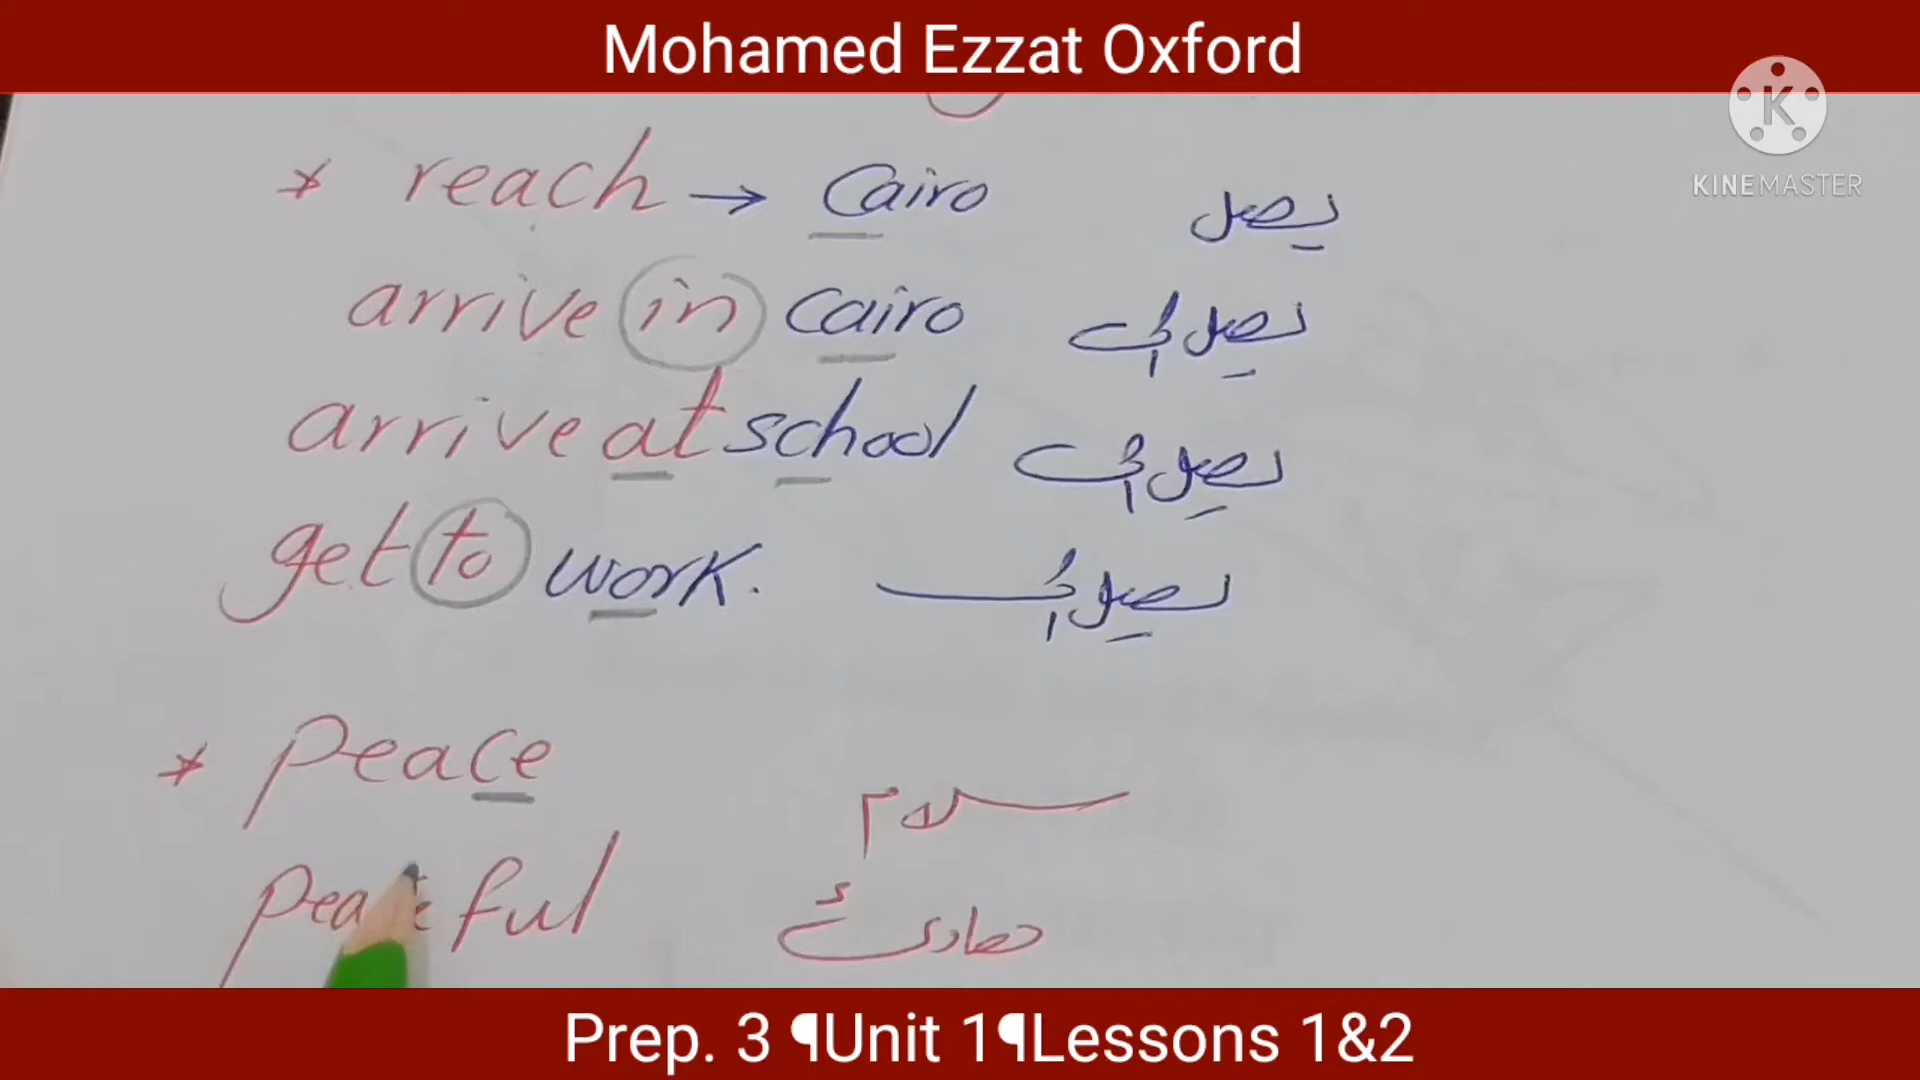 Mohamed Ezzat Oxford
KINEMASTER
* reach → Cairo يصل
arrive in Cairo يصل إلى
arrive at school يصل إلى
get to work. يصل إلى
* peace سلام
peaceful هادئ
Prep. 3 ¶Unit 1¶Lessons 1&2